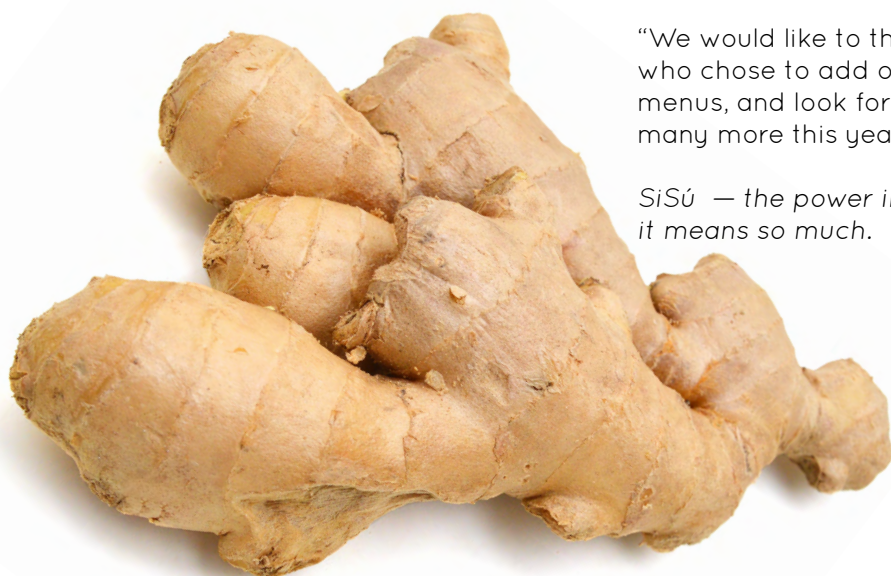 “We would like to th
who chose to add o
menus, and look for
many more this yea
SiSú — the power i
it means so much.